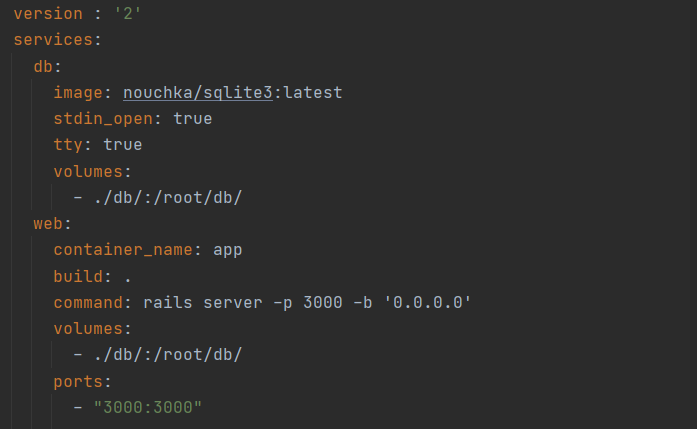 version : '2'
services:
  db:
    image: nouchka/sqlite3:latest
    stdin_open: true
    tty: true
    volumes:
      - ./db/:/root/db/
  web:
    container_name: app
    build: .
    command: rails server -p 3000 -b '0.0.0.0'
    volumes:
      - ./db/:/root/db/
    ports:
      - "3000:3000"